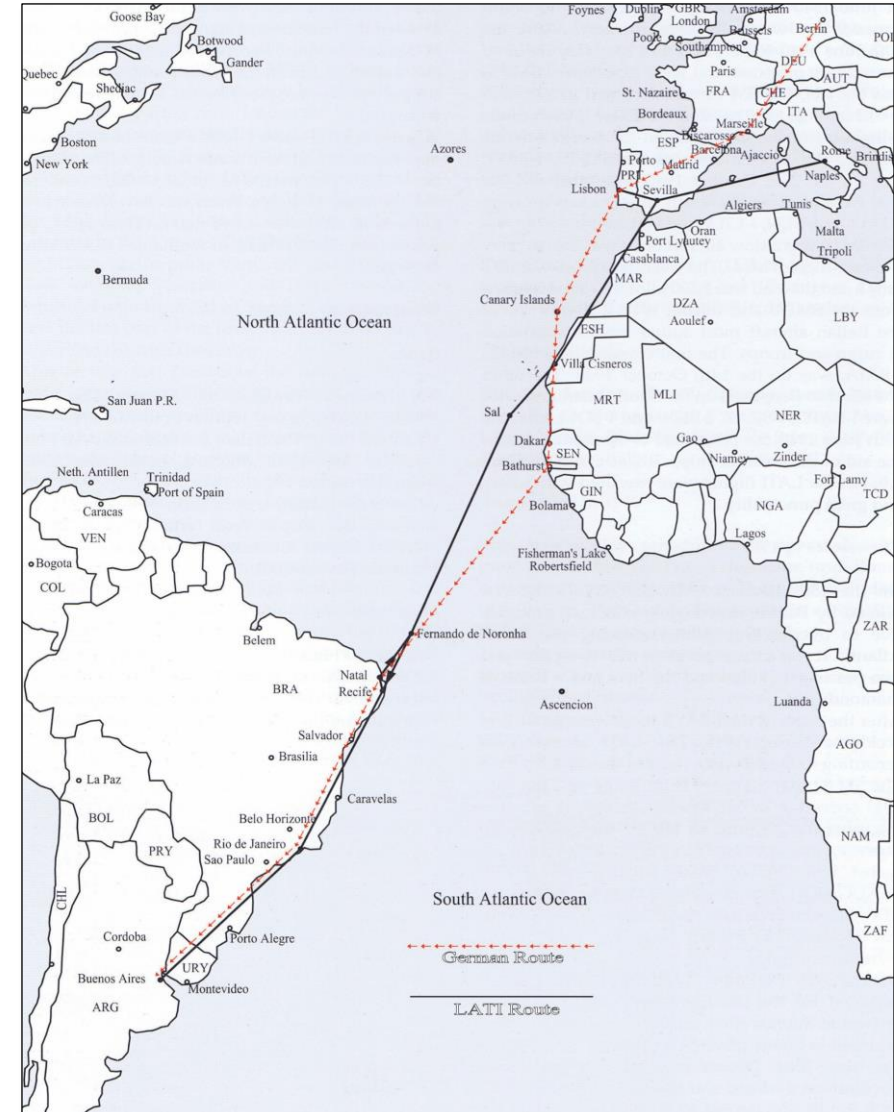 Goose Bay
Botwood
Gander
Quebec
Shediac
Boston
New York
Bermuda
Azores
North Atlantic Ocean
Foynes
Dublin
GBR
London
Poole
Southampton
Amsterdam
Brussels
Berlin
POL
DEU
Paris
FRA
St. Nazaire
Bordeaux
Biscarosse
CHE
AUT
ITA
Marseille
ESP
Barcelina
Porto
PRT
Madrid
Ajaccio
Rome
Brindisi
Naples
Lisbon
Sevilla
Algiers
Tunis
Oran
Malta
Port Lyautey
Casablanca
Tripoli
MAR
Canary Islands
DZA
Aoulef
LBY
ESH
Villa Cisneros
MRT
MLI
NER
Sal
San Juan P.R.
Dakar
SEN
Gao
Niamey
Zinder
Bathurst
Fort Lamy
TCD
Neth. Antillen
Trinidad
Port of Spain
Caracas
VEN
GIN
Bolama
NGA
Lagos
Bogota
COL
Fisherman's Lake
Robertsfield
ZAR
Belem
Fernando de Noronha
Natal
BRA
Recife
Ascencion
Luanda
Salvador
Brasilia
AGO
La Paz
BOL
Caravelas
Belo Horizonte
PRY
Rio de Janeiro
Sao Paulo
NAM
CHL
South Atlantic Ocean
ZAF
Cordoba
Porto Alegre
German Route
URY
Buenos Aires
Montevideo
ARG
LATI Route